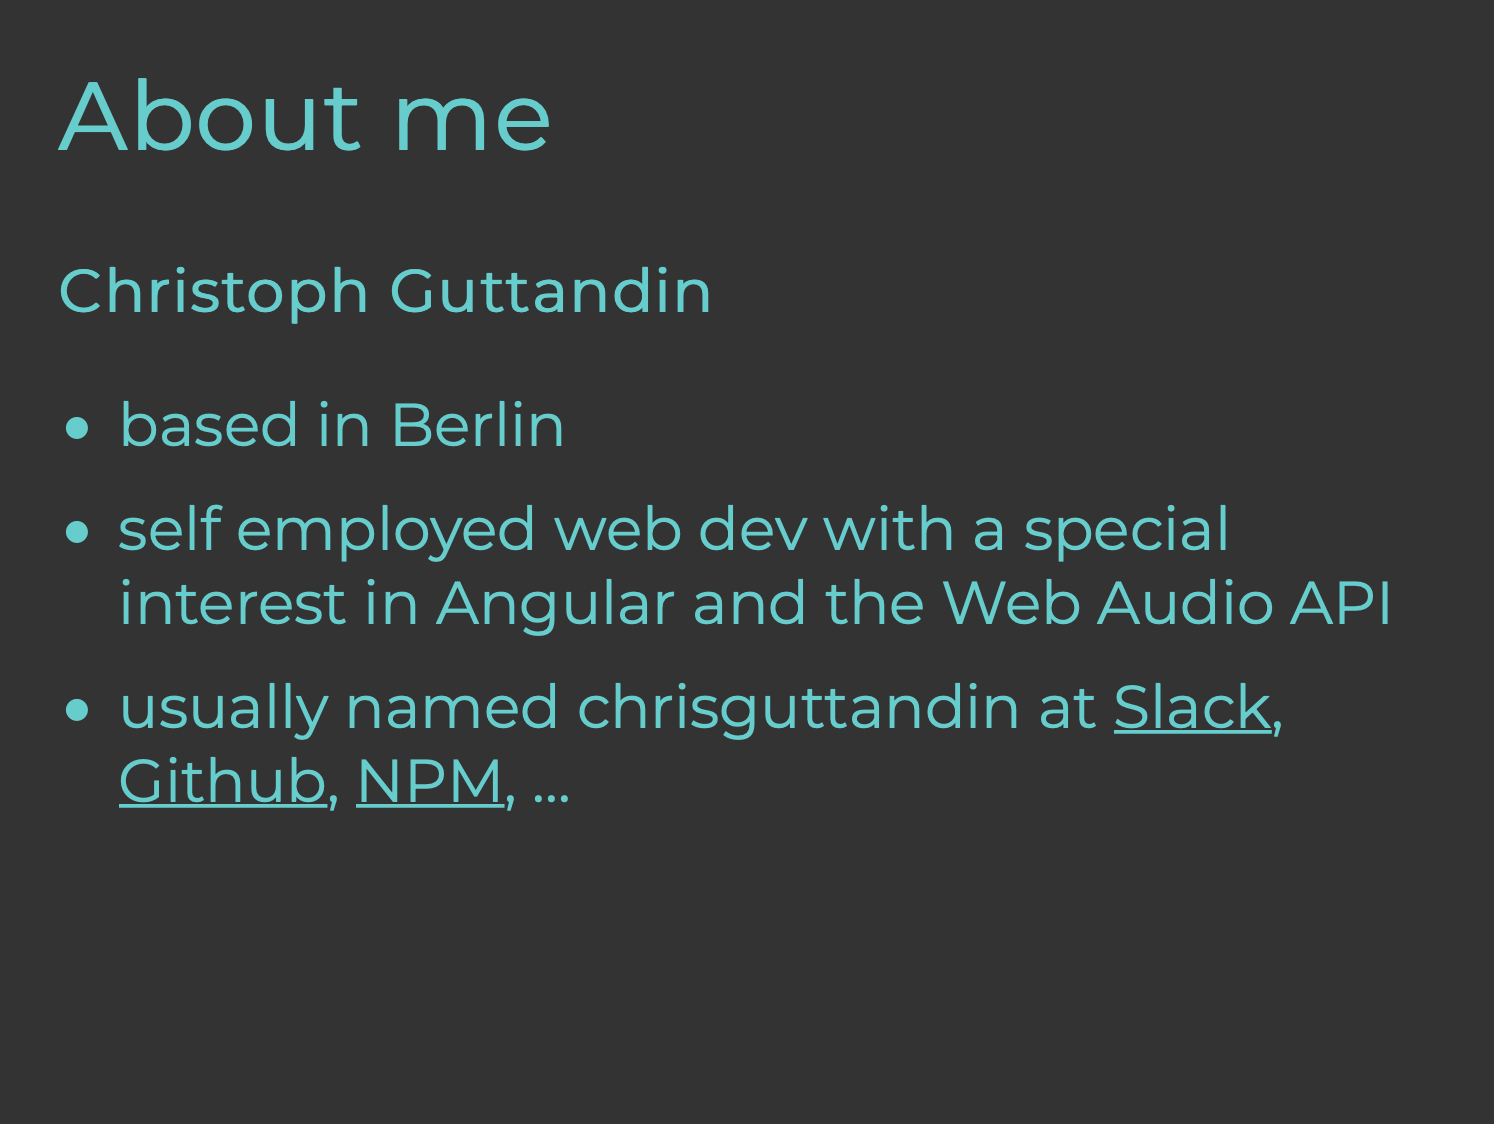 About me
Christoph Guttandin
• based in Berlin
• self employed web dev with a special
interest in Angular and the Web Audio API
• usually named chrisguttandin at Slack,
Github, NPM, ...